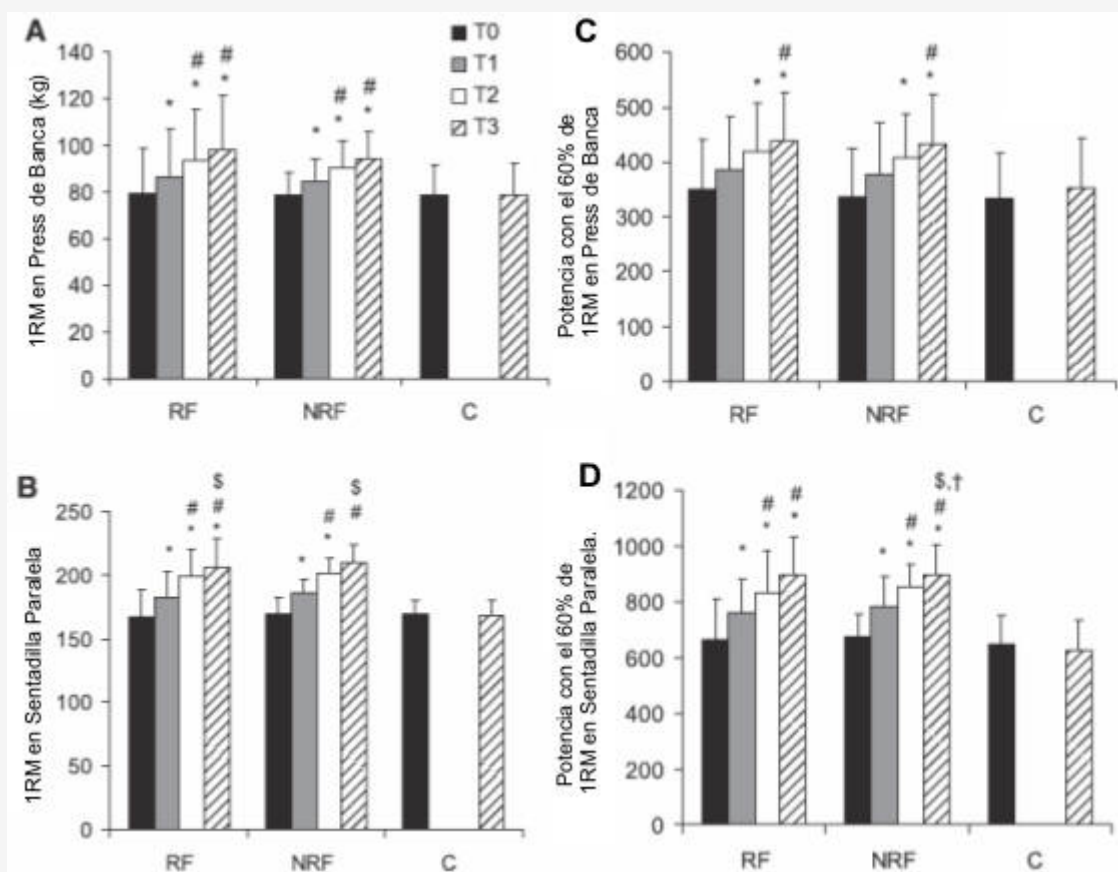 A
1RM en Press de Banca (kg)
140
120
100
80
60
40
20
0
* # * # *
* # * # *
RF
NRF
C
T0
T1
T2
T3
C
Potencia con el 60% de
1RM en Press de Banca
600
500
400
300
200
100
0
* # *
* # *
RF
NRF
C
B
1RM en Sentadilla Paralela
250
200
150
100
50
0
* # * $ # *
* # * $ #
RF
NRF
C
D
Potencia con el 60% de
1RM en Sentadilla Paralela.
1200
1000
800
600
400
200
0
* # * # *
* # * $,† # *
RF
NRF
C